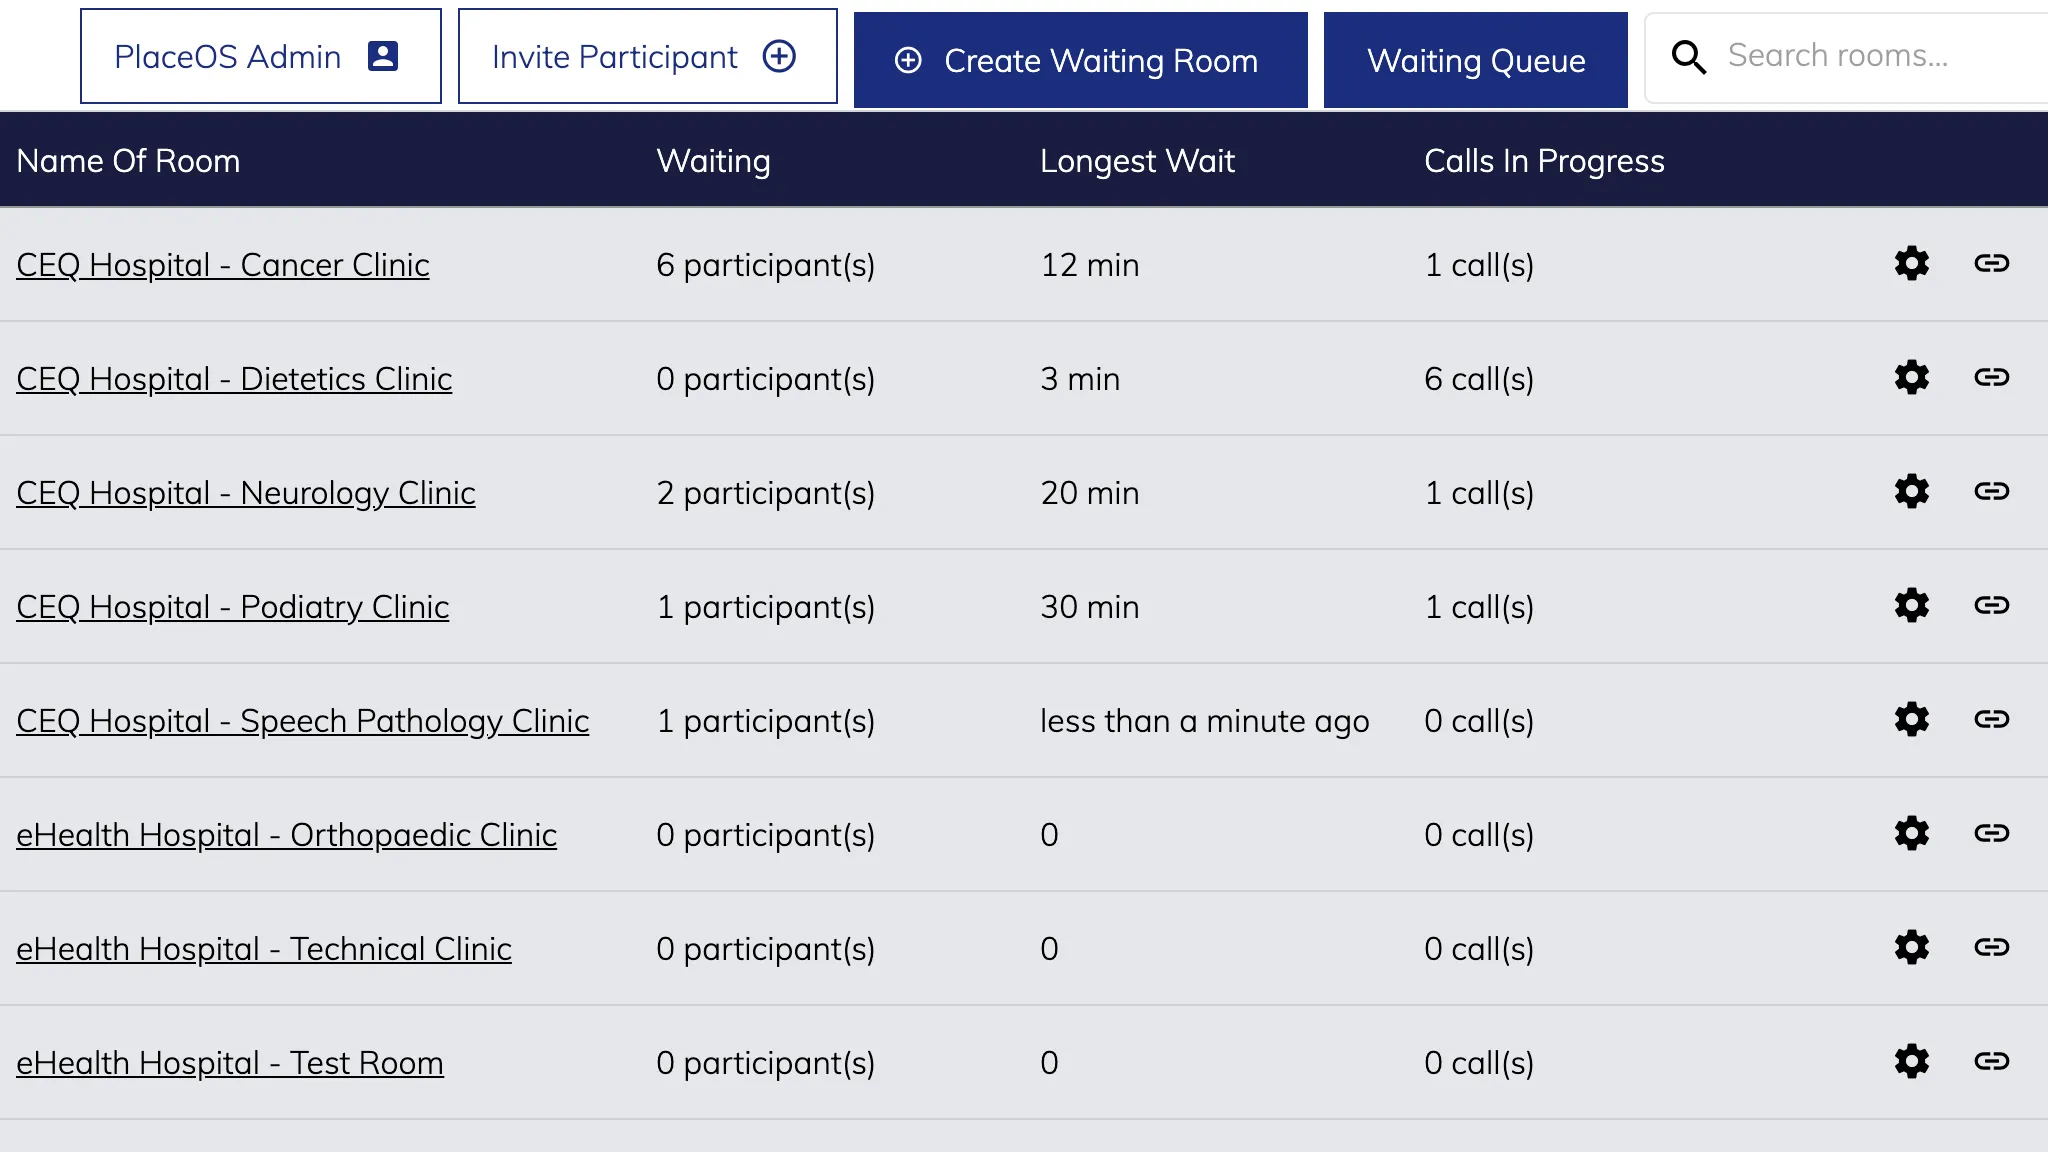 PlaceOS Admin Invite Participant Create Waiting Room Waiting Queue Search rooms...
Name Of Room Waiting Longest Wait Calls In Progress
CEQ Hospital - Cancer Clinic 6 participant(s) 12 min 1 call(s)
CEQ Hospital - Dietetics Clinic 0 participant(s) 3 min 6 call(s)
CEQ Hospital - Neurology Clinic 2 participant(s) 20 min 1 call(s)
CEQ Hospital - Podiatry Clinic 1 participant(s) 30 min 1 call(s)
CEQ Hospital - Speech Pathology Clinic 1 participant(s) less than a minute ago 0 call(s)
eHealth Hospital - Orthopaedic Clinic 0 participant(s) 0 0 call(s)
eHealth Hospital - Technical Clinic 0 participant(s) 0 0 call(s)
eHealth Hospital - Test Room 0 participant(s) 0 0 call(s)